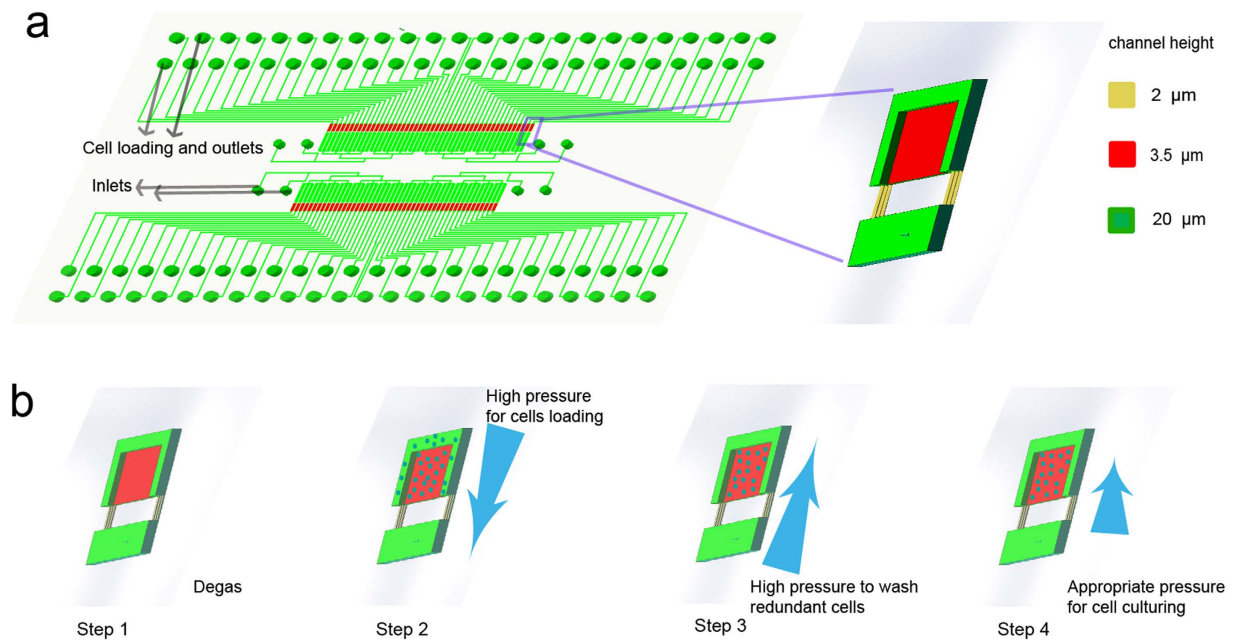 a
channel height
2 µm
3.5 µm
20 µm
Cell loading and outlets
Inlets
b
High pressure
for cells loading
Degas
High pressure to wash
redundant cells
Appropriate pressure
for cell culturing
Step 1
Step 2
Step 3
Step 4